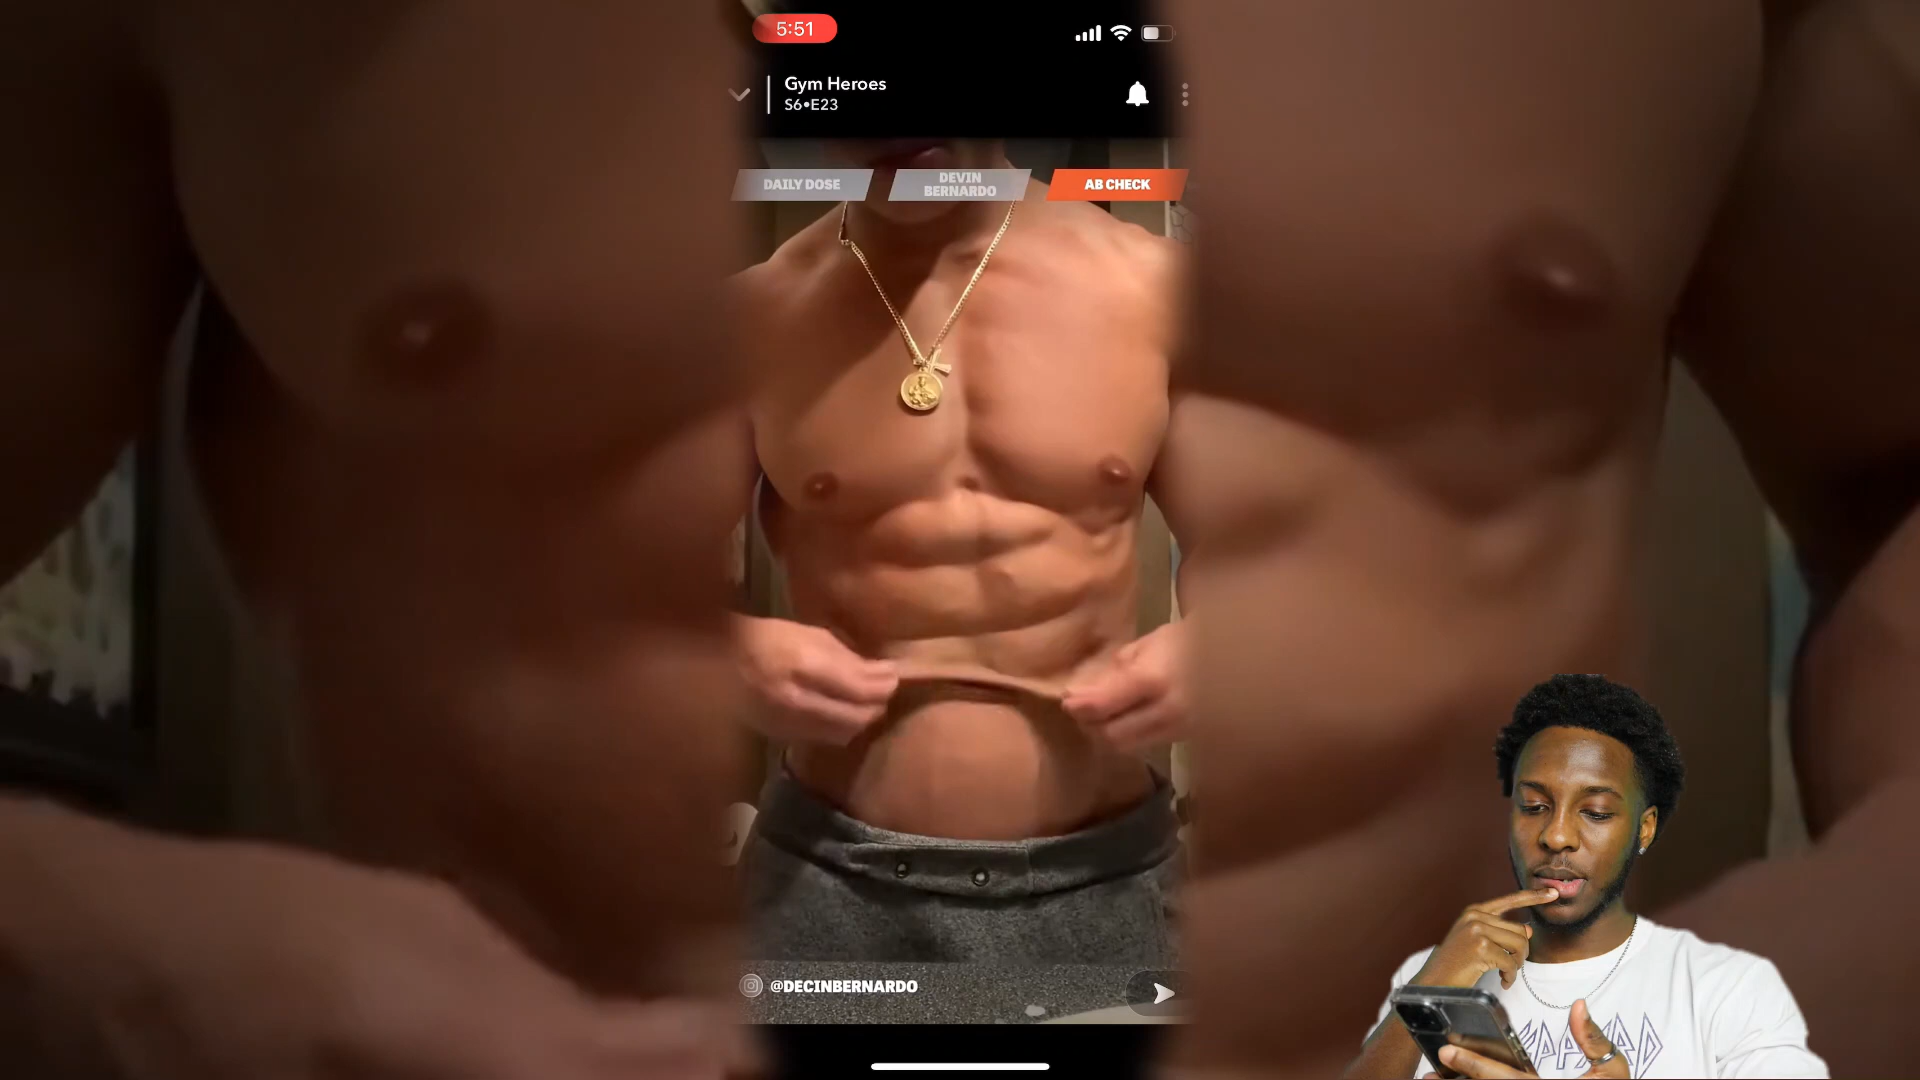 5:51
Gym Heroes
S6•E23
DAILY DOSE
DEVIN
BERNARDO
AB CHECK
@DECINBERNARDO